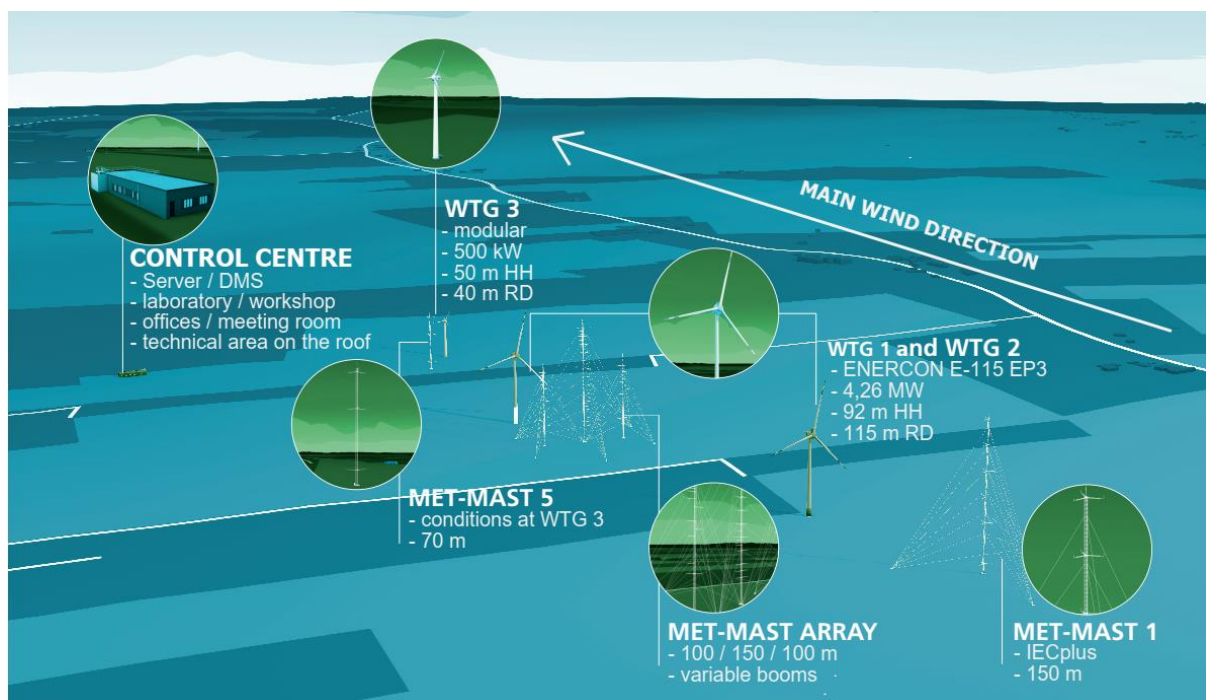 WTG 3
- modular
- 500 kW
- 50 m HH
- 40 m RD
MAIN WIND DIRECTION
CONTROL CENTRE
- Server / DMS
- laboratory / workshop
- offices / meeting room
- technical area on the roof
WTG 1 and WTG 2
- ENERCON E-115 EP3
- 4,26 MW
- 92 m HH
- 115 m RD
MET-MAST 5
- conditions at WTG 3
- 70 m
MET-MAST ARRAY
- 100 / 150 / 100 m
- variable booms
MET-MAST 1
- IECplus
- 150 m